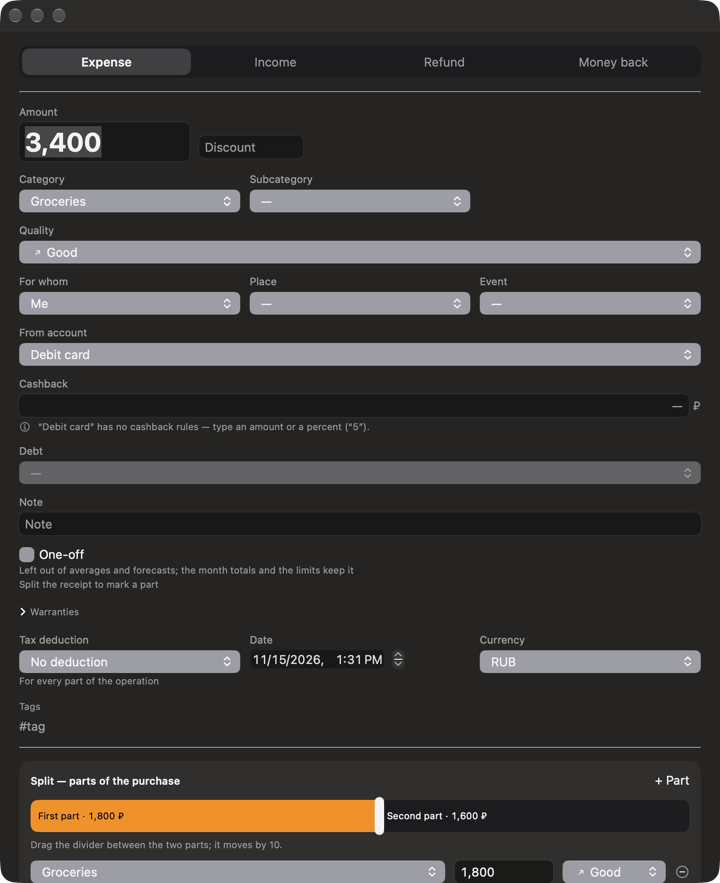 Expense Income Refund Money back
Amount
3,400 Discount
Category Subcategory
Groceries —
Quality
↗ Good
For whom Place Event
Me — —
From account
Debit card
Cashback
— ₽
"Debit card" has no cashback rules — type an amount or a percent ("5").
Debt
—
Note
Note
One-off
Left out of averages and forecasts; the month totals and the limits keep it
Split the receipt to mark a part
Warranties
Tax deduction Date Currency
No deduction 11/15/2026, 1:31 PM RUB
For every part of the operation
Tags
#tag
Split — parts of the purchase + Part
First part · 1,800 ₽ Second part · 1,600 ₽
Drag the divider between the two parts; it moves by 10.
Groceries 1,800 ↗ Good